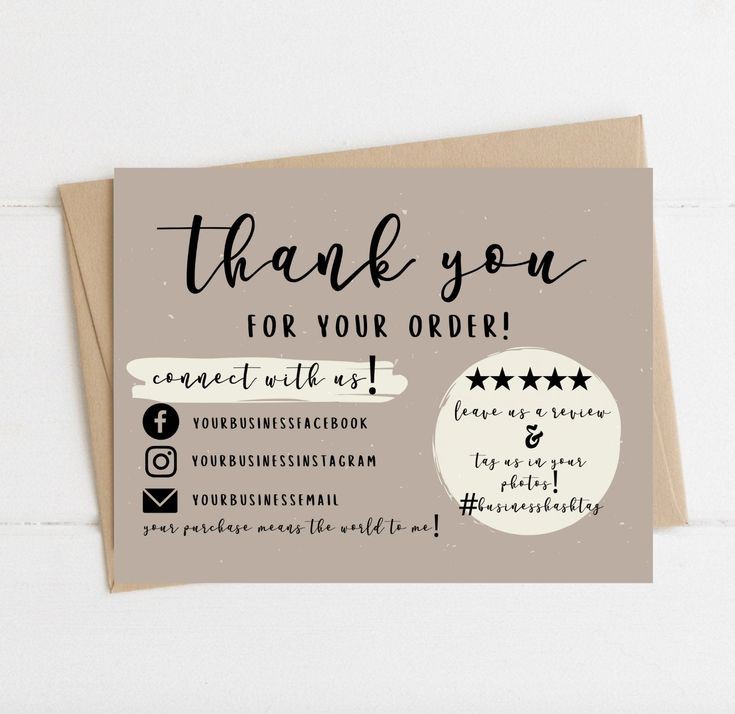 thank you
FOR YOUR ORDER!
connect with us!
YOURBUSINESSFACEBOOK
YOURBUSINESSINSTAGRAM
YOURBUSINESSEMAIL
your purchase means the world to me!
leave us a review
&
tag us in your
photos!
#businesshashtag